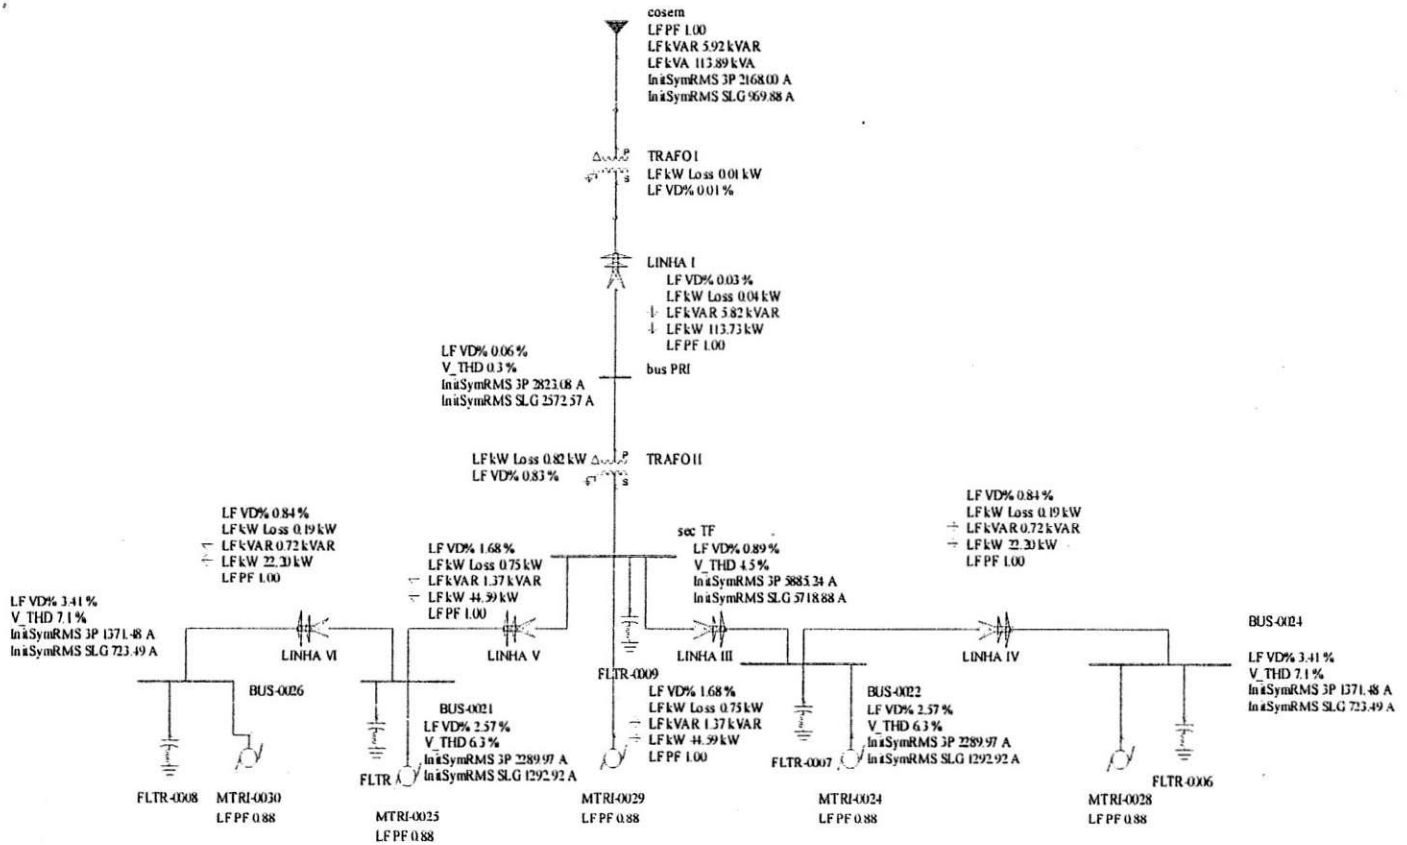 cosem
LF PF 1.00
LF kVAR 5.92 kVAR
LF kVA 113.89 kVA
InitSymRMS 3P 2168.00 A
InitSymRMS SLG 969.88 A
P
S
TRAFO I
LF kW Loss 0.01 kW
LF VD% 0.01 %
LINHA I
LF VD% 0.03 %
LF kW Loss 0.04 kW
LF kVAR 5.82 kVAR
LF kW 113.73 kW
LF PF 1.00
LF VD% 0.06 %
V_THD 0.3 %
InitSymRMS 3P 2823.08 A
InitSymRMS SLG 2572.57 A
bus PRI
LF kW Loss 0.82 kW
LF VD% 0.83 %
P
S
TRAFO II
LF VD% 0.84 %
LF kW Loss 0.19 kW
LF kVAR 0.72 kVAR
LF kW 22.20 kW
LF PF 1.00
LF VD% 1.68 %
LF kW Loss 0.75 kW
LF kVAR 1.37 kVAR
LF kW 44.59 kW
LF PF 1.00
sec TF
LF VD% 0.89 %
V_THD 4.5 %
InitSymRMS 3P 5885.24 A
InitSymRMS SLG 5718.88 A
LF VD% 0.84 %
LF kW Loss 0.19 kW
LF kVAR 0.72 kVAR
LF kW 22.20 kW
LF PF 1.00
LF VD% 3.41 %
V_THD 7.1 %
InitSymRMS 3P 1371.48 A
InitSymRMS SLG 723.49 A
LINHA VI
LINHA V
LINHA III
LINHA IV
BUS-0024
LF VD% 3.41 %
V_THD 7.1 %
InitSymRMS 3P 1371.48 A
InitSymRMS SLG 723.49 A
BUS-0026
BUS-0021
LF VD% 2.57 %
V_THD 6.3 %
InitSymRMS 3P 2289.97 A
InitSymRMS SLG 1292.92 A
FLTR-0009
LF VD% 1.68 %
LF kW Loss 0.75 kW
LF kVAR 1.37 kVAR
LF kW 44.59 kW
LF PF 1.00
BUS-0022
LF VD% 2.57 %
V_THD 6.3 %
InitSymRMS 3P 2289.97 A
InitSymRMS SLG 1292.92 A
FLTR-0008
MTRI-0030
LF PF 0.88
FLTR
MTRI-0025
LF PF 0.88
MTRI-0029
LF PF 0.88
FLTR-0007
MTRI-0024
LF PF 0.88
MTRI-0028
LF PF 0.88
FLTR-0006